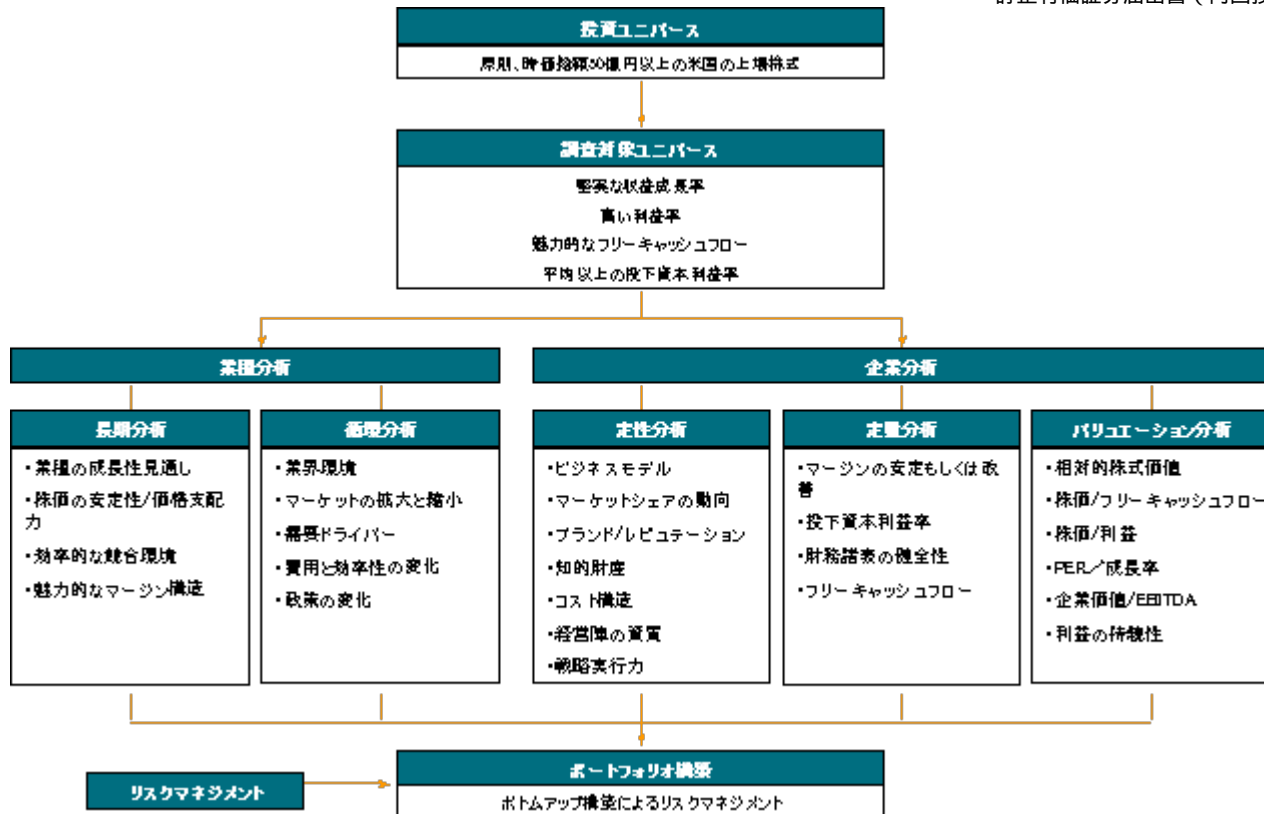 訂正有価証券届出書(内国投
投資ユニバース
原則、時価総額50億円以上の米国の上場株式
調査対象ユニバース
堅実な収益成長率
高い利益率
魅力的なフリーキャッシュフロー
平均以上の投下資本利益率
業種分析
企業分析
長期分析
・業種の成長性見通し
・株価の安定性/価格支配
力
・効率的な競合環境
・魅力的なマージン構造
循環分析
・業界環境
・マーケットの拡大と縮小
・需要ドライバー
・費用と効率性の変化
・政策の変化
定性分析
・ビジネスモデル
・マーケットシェアの動向
・ブランド/レピュテーション
・知的財産
・コスト構造
・経営陣の資質
・戦略実行力
定量分析
・マージンの安定もしくは改
善
・投下資本利益率
・財務諸表の健全性
・フリーキャッシュフロー
バリュエーション分析
・相対的株式価値
・株価/フリーキャッシュフロー
・株価/利益
・PER/成長率
・企業価値/EBITDA
・利益の持続性
リスクマネジメント
ポートフォリオ構築
ボトムアップ構築によるリスクマネジメント